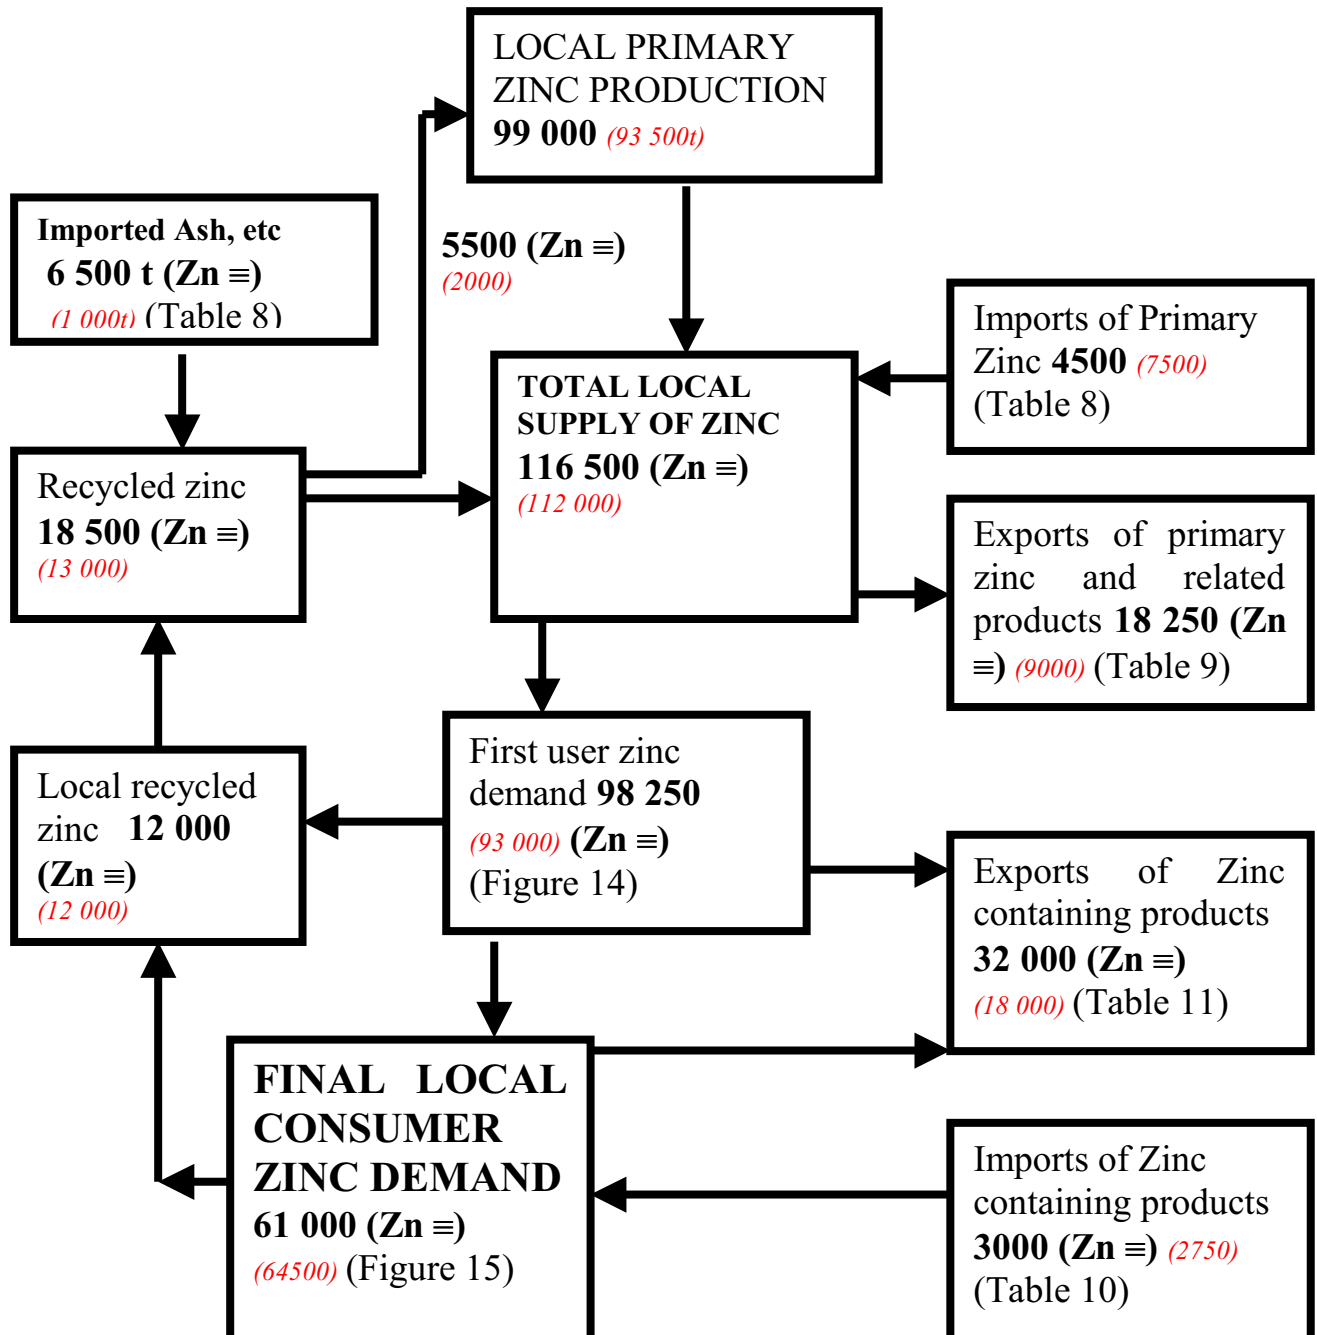 LOCAL PRIMARY
ZINC PRODUCTION
99 000 (93 500t)
Imported Ash, etc
6 500 t (Zn ≡)
(1 000t) (Table 8)
5500 (Zn ≡)
(2000)
Imports of Primary
Zinc 4500 (7500)
(Table 8)
TOTAL LOCAL
SUPPLY OF ZINC
116 500 (Zn ≡)
(112 000)
Recycled zinc
18 500 (Zn ≡)
(13 000)
Exports of primary
zinc and related
products 18 250 (Zn
≡) (9000) (Table 9)
First user zinc
demand 98 250
(93 000) (Zn ≡)
(Figure 14)
Local recycled
zinc 12 000
(Zn ≡)
(12 000)
Exports of Zinc
containing products
32 000 (Zn ≡)
(18 000) (Table 11)
FINAL LOCAL
CONSUMER
ZINC DEMAND
61 000 (Zn ≡)
(64500) (Figure 15)
Imports of Zinc
containing products
3000 (Zn ≡) (2750)
(Table 10)